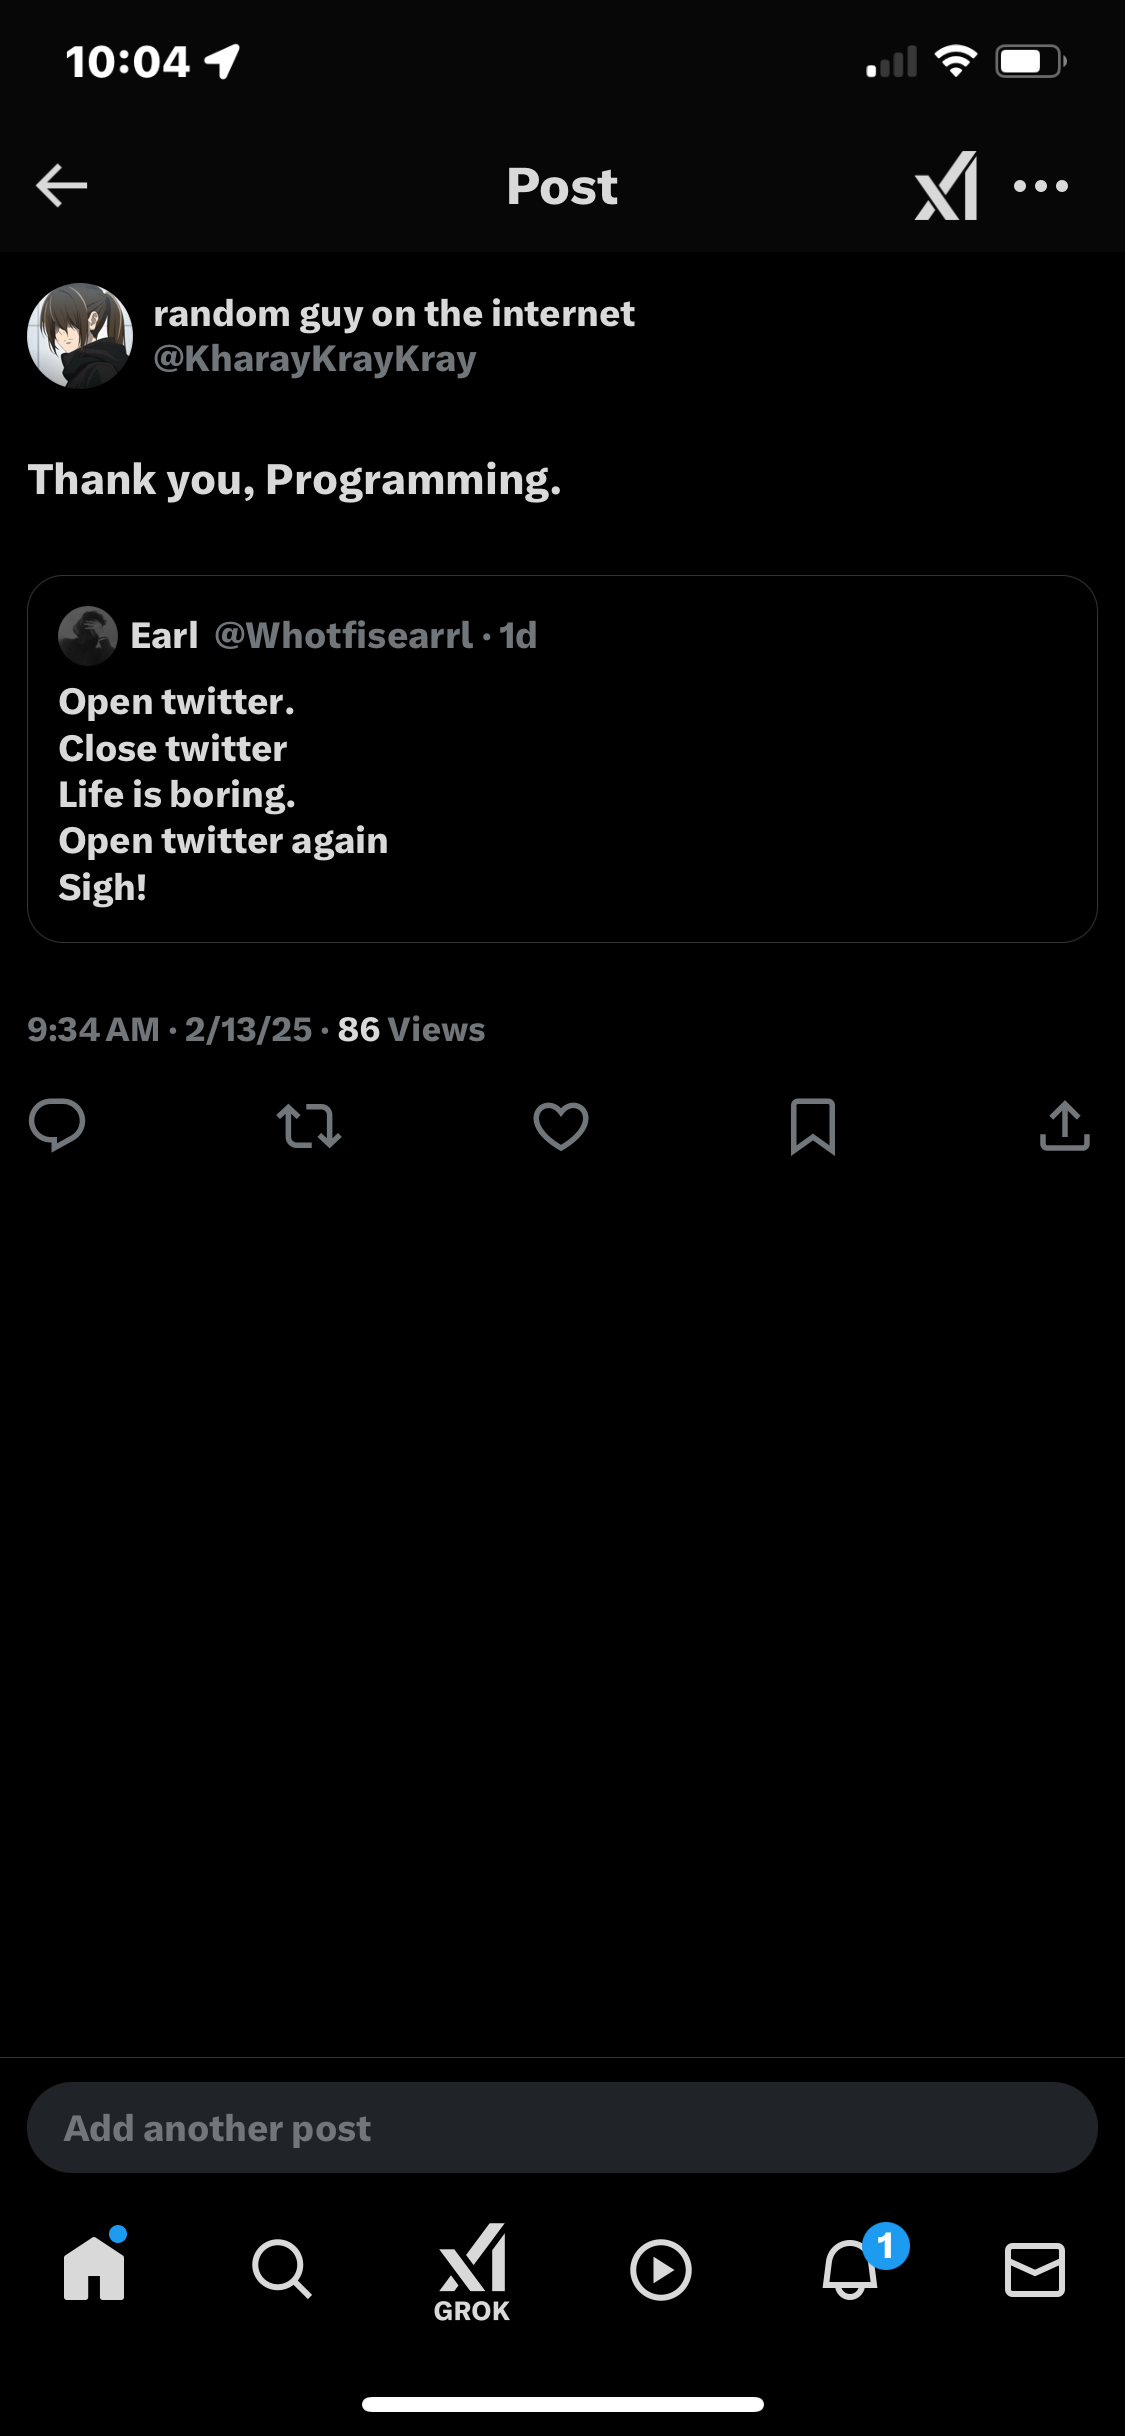 10:04
Post
random guy on the internet
@KharayKrayKray
Thank you, Programming.
Earl @Whotfisearrl · 1d
Open twitter.
Close twitter
Life is boring.
Open twitter again
Sigh!
9:34 AM · 2/13/25 · 86 Views
Add another post
1
GROK